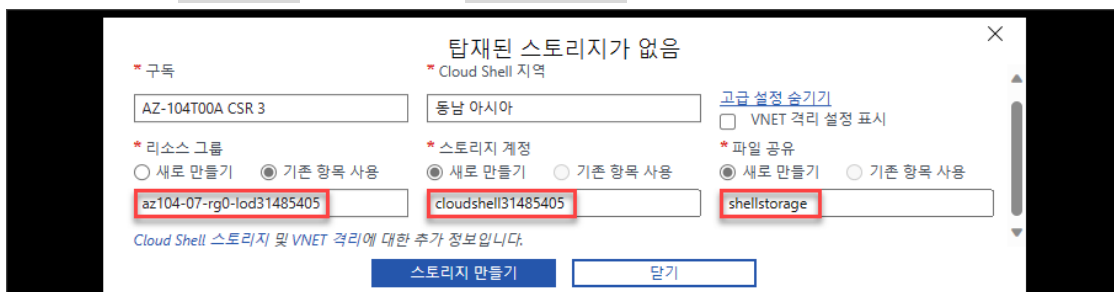 탑재된 스토리지가 없음
* 구독
* Cloud Shell 지역
AZ-104T00A CSR 3
동남 아시아
고급 설정 숨기기
VNET 격리 설정 표시
* 리소스 그룹
* 스토리지 계정
* 파일 공유
새로 만들기 기존 항목 사용
새로 만들기 기존 항목 사용
새로 만들기 기존 항목 사용
az104-07-rg0-lod31485405
cloudshell31485405
shellstorage
Cloud Shell 스토리지 및 VNET 격리에 대한 추가 정보입니다.
스토리지 만들기
닫기